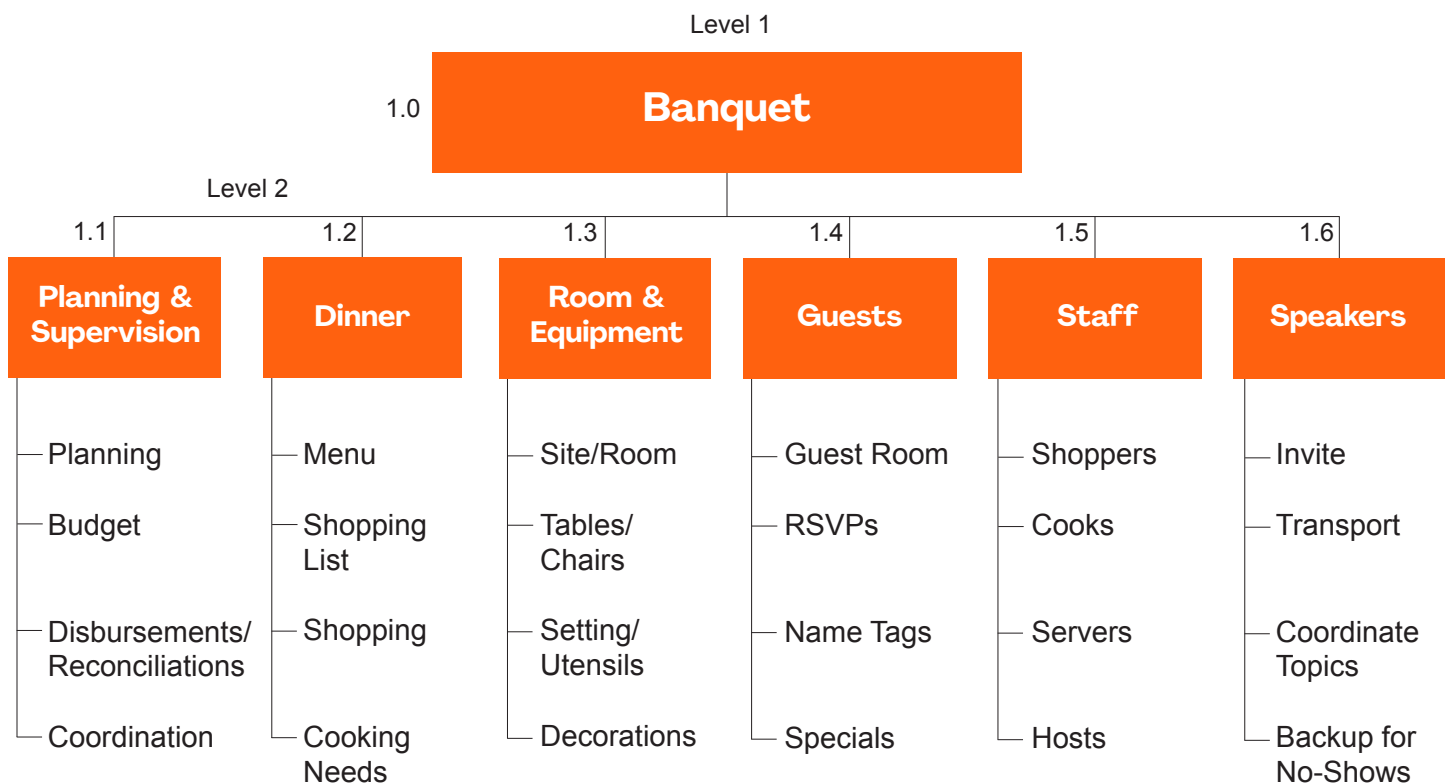 Level 1
1.0
Banquet
Level 2
1.1
1.2
1.3
1.4
1.5
1.6
Planning &
Supervision
Dinner
Room &
Equipment
Guests
Staff
Speakers
Planning
Budget
Disbursements/
Reconciliations
Coordination
Menu
Shopping
List
Shopping
Cooking
Needs
Site/Room
Tables/
Chairs
Setting/
Utensils
Decorations
Guest Room
RSVPs
Name Tags
Specials
Shoppers
Cooks
Servers
Hosts
Invite
Transport
Coordinate
Topics
Backup for
No-Shows